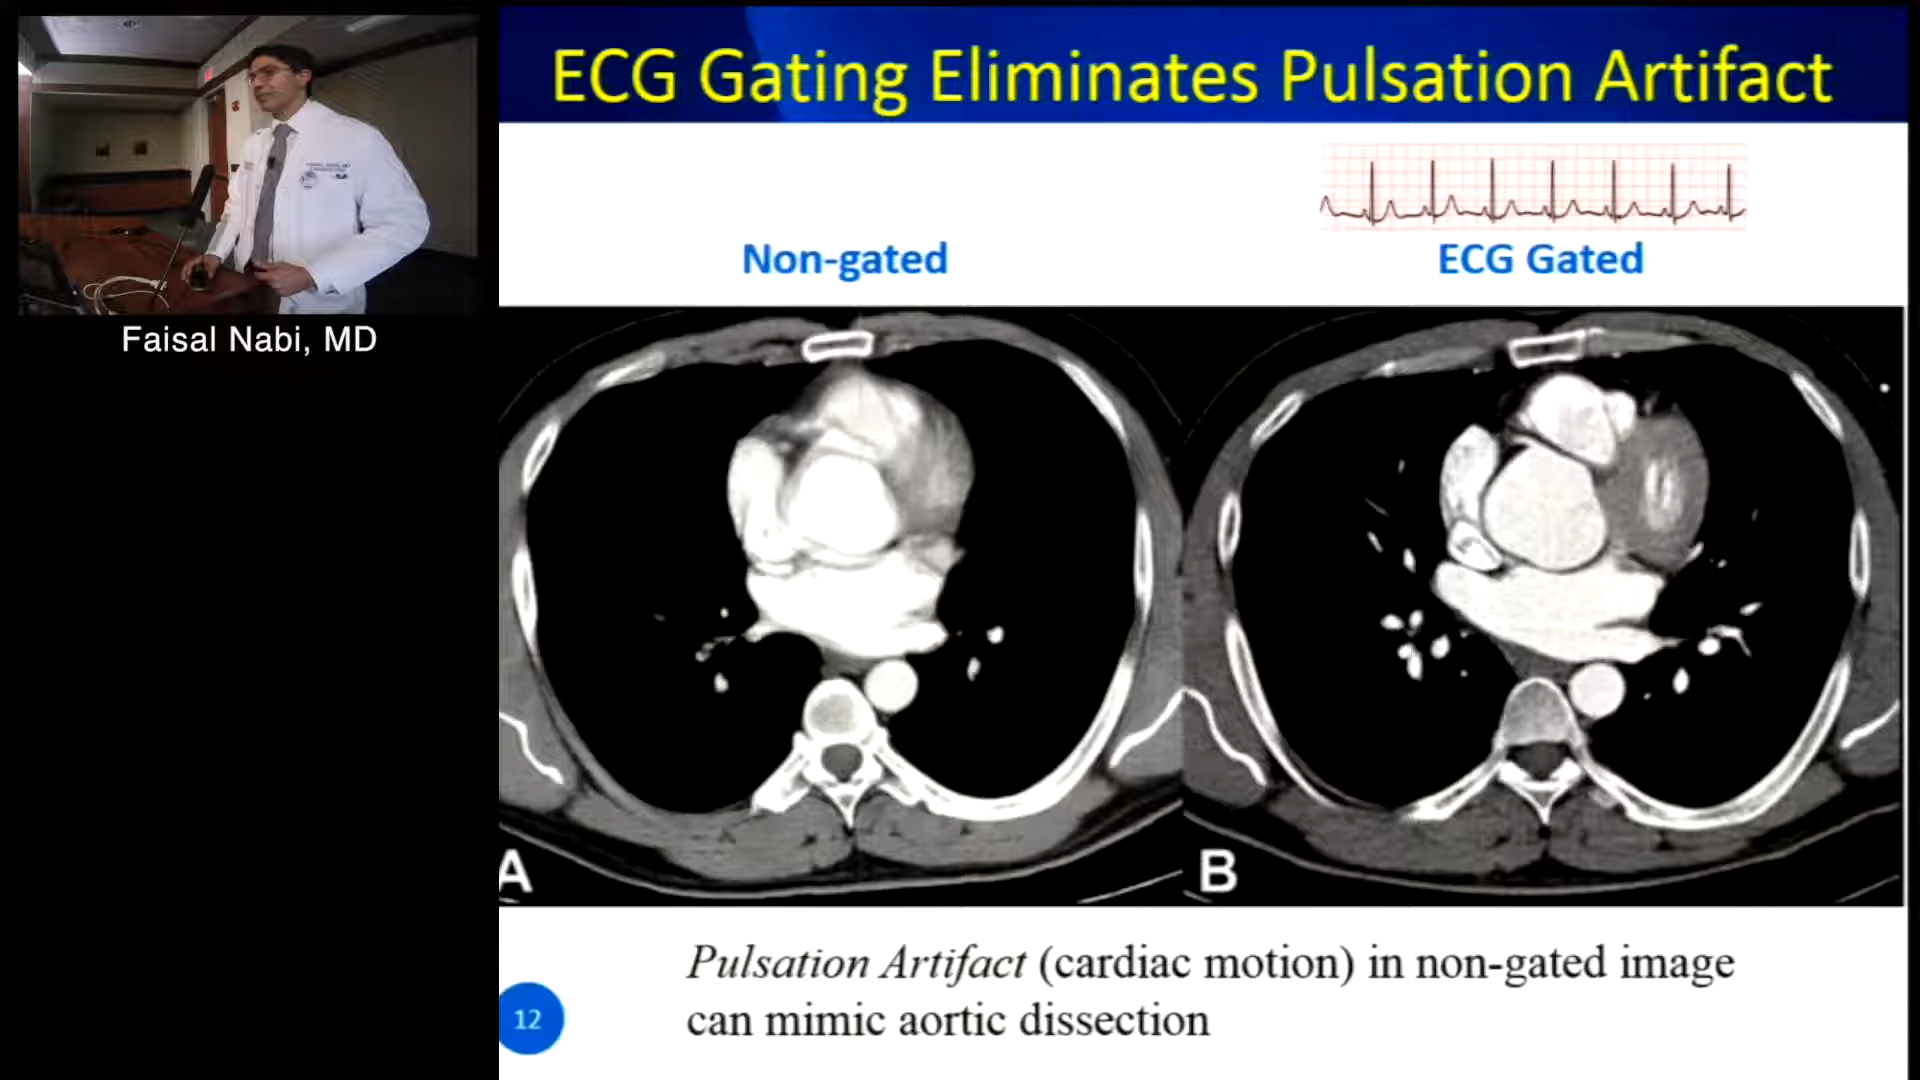 ECG Gating Eliminates Pulsation Artifact
Faisal Nabi, MD
Non-gated
ECG Gated
A
B
Pulsation Artifact (cardiac motion) in non-gated image
can mimic aortic dissection
12